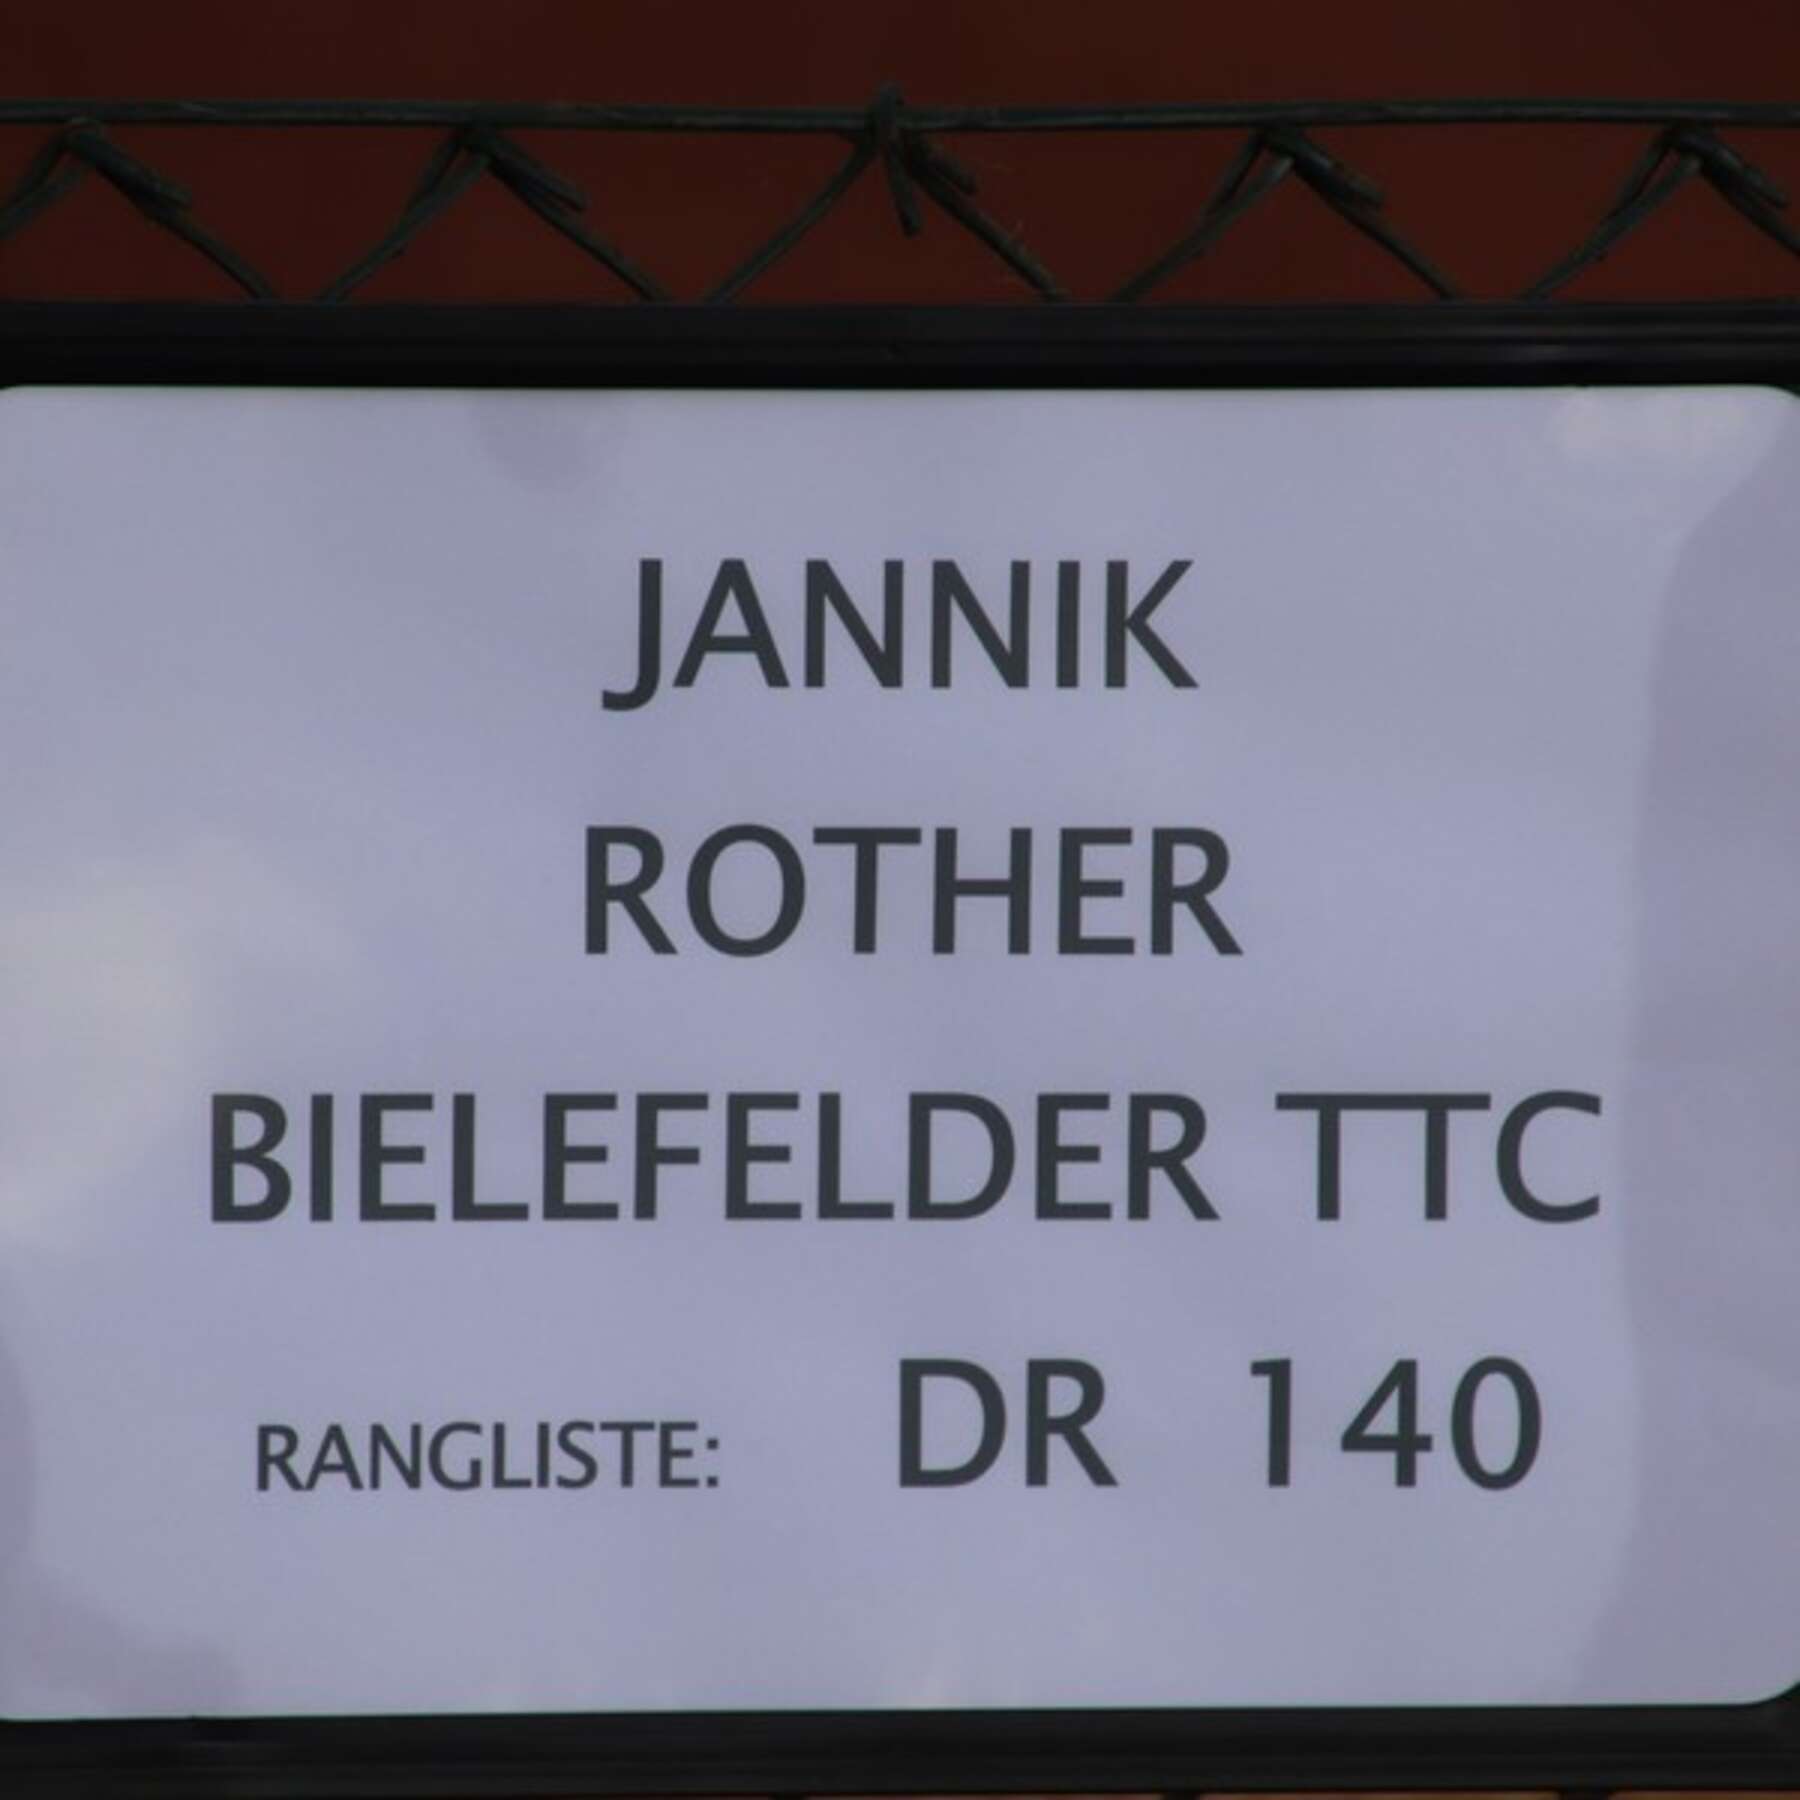 JANNIK
ROTHER
BIELEFELDER TTC
RANGLISTE: DR 140